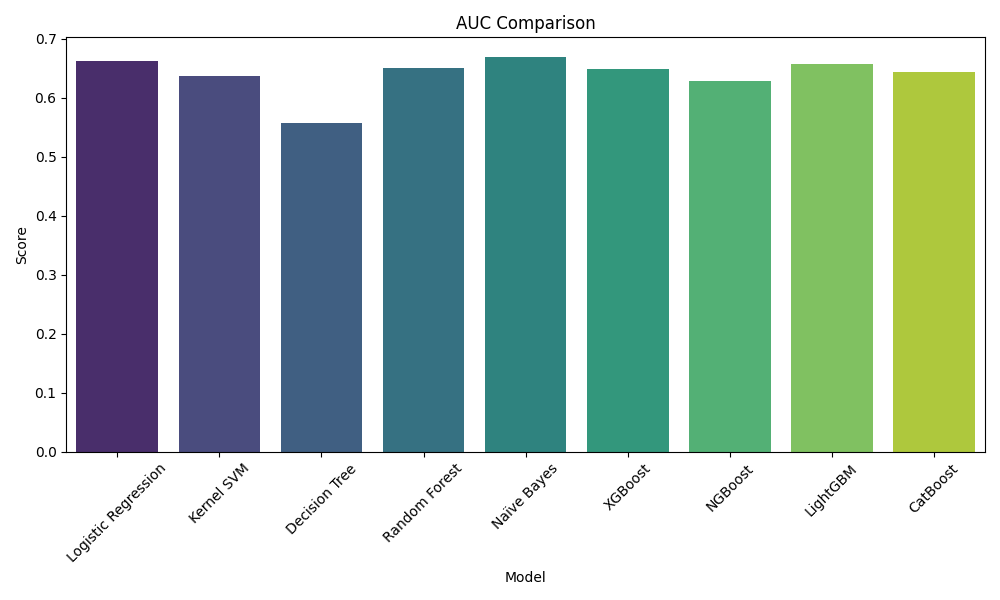 AUC Comparison
0.7
0.6
0.5
0.4
0.3
0.2
0.1
0.0
Score
Logistic Regression
Kernel SVM
Decision Tree
Random Forest
Naïve Bayes
XGBoost
NGBoost
LightGBM
CatBoost
Model